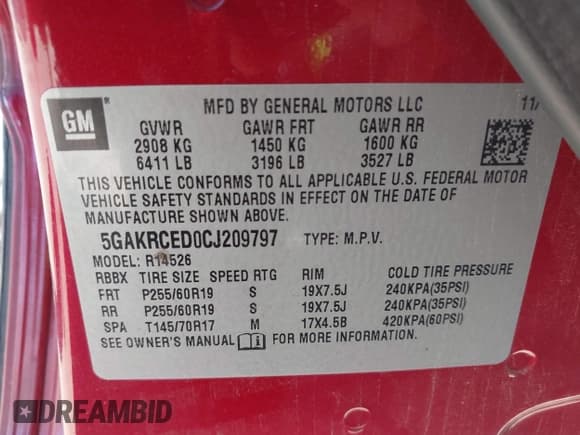 GM
MFD BY GENERAL MOTORS LLC 11/
GVWR GAWR FRT GAWR RR
2908 KG 1450 KG 1600 KG
6411 LB 3196 LB 3527 LB
THIS VEHICLE CONFORMS TO ALL APPLICABLE U.S. FEDERAL MOTOR
VEHICLE SAFETY STANDARDS IN EFFECT ON THE DATE OF
MANUFACTURE SHOWN ABOVE.
5GAKRCED0CJ209797 TYPE: M.P.V.
MODEL: R14526
RBBX TIRE SIZE SPEED RTG RIM COLD TIRE PRESSURE
FRT P255/60R19 S 19X7.5J 240KPA(35PSI)
RR P255/60R19 S 19X7.5J 240KPA(35PSI)
SPA T145/70R17 M 17X4.5B 420KPA(60PSI)
SEE OWNER'S MANUAL FOR MORE INFORMATION.
DREAMBID